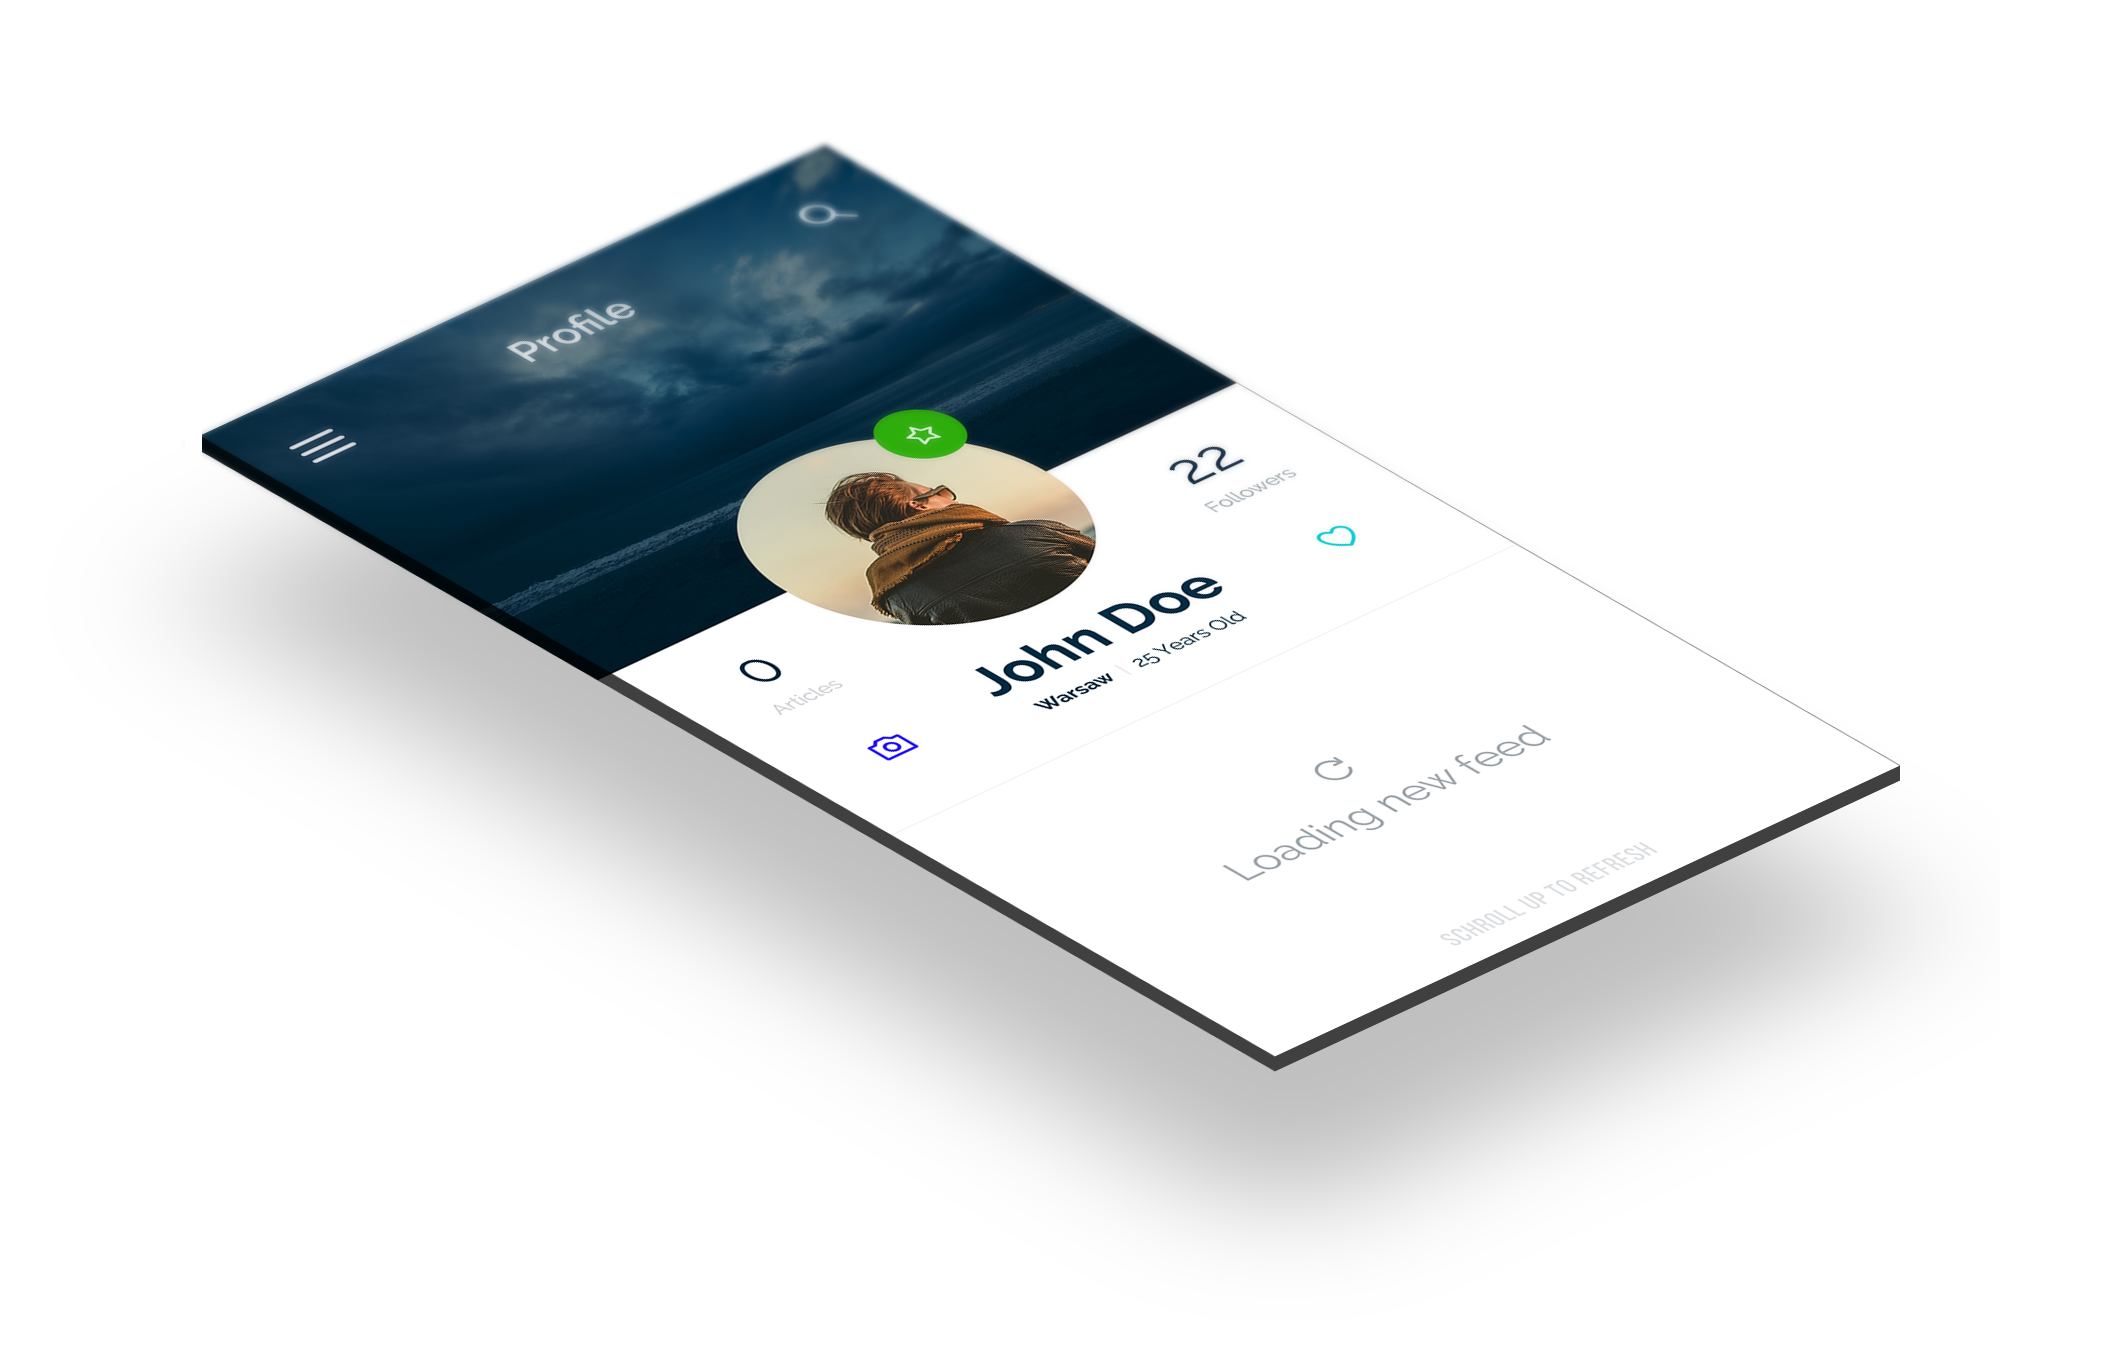 Profile
0
Articles
22
Followers
John Doe
Warsaw | 25 Years Old
Loading new feed
SCHROLL UP TO REFRESH